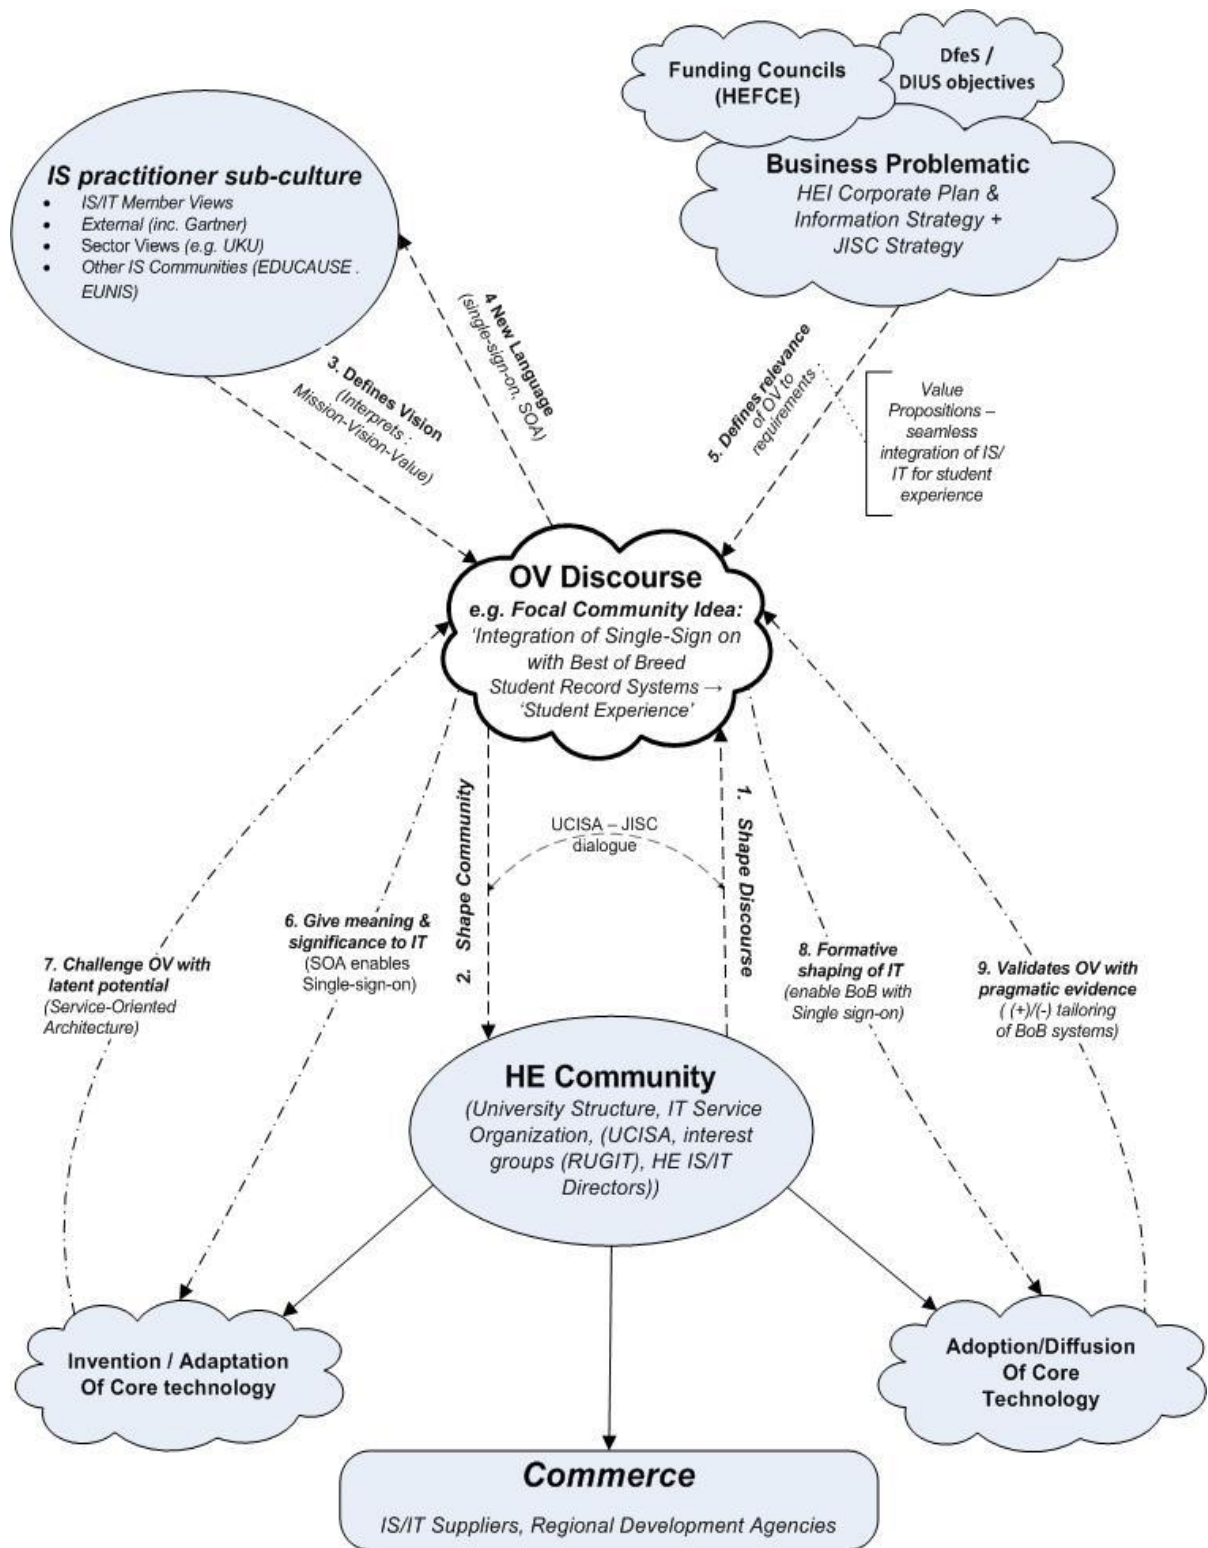 Funding Councils
(HEFCE)
DfeS /
DIUS objectives
Business Problematic
HEI Corporate Plan &
Information Strategy +
JISC Strategy
IS practitioner sub-culture
• IS/IT Member Views
• External (inc. Gartner)
• Sector Views (e.g. UKU)
• Other IS Communities (EDUCAUSE .
EUNIS)
3. Defines Vision
(Interprets :
Mission-Vision-Value)
4 New Language
(single-sign-on, SOA)
5. Defines relevance
of OV to
requirements
Value
Propositions –
seamless
integration of IS/
IT for student
experience
OV Discourse
e.g. Focal Community Idea:
‘Integration of Single-Sign on
with Best of Breed
Student Record Systems →
‘Student Experience’
2. Shape Community
UCISA – JISC
dialogue
1. Shape Discourse
7. Challenge OV with
latent potential
(Service-Oriented
Architecture)
6. Give meaning &
significance to IT
(SOA enables
Single-sign-on)
8. Formative
shaping of IT
(enable BoB with
Single sign-on)
9. Validates OV with
pragmatic evidence
( (+)/(-) tailoring
of BoB systems)
HE Community
(University Structure, IT Service
Organization, (UCISA, interest
groups (RUGIT), HE IS/IT
Directors))
Invention / Adaptation
Of Core technology
Adoption/Diffusion
Of Core
Technology
Commerce
IS/IT Suppliers, Regional Development Agencies